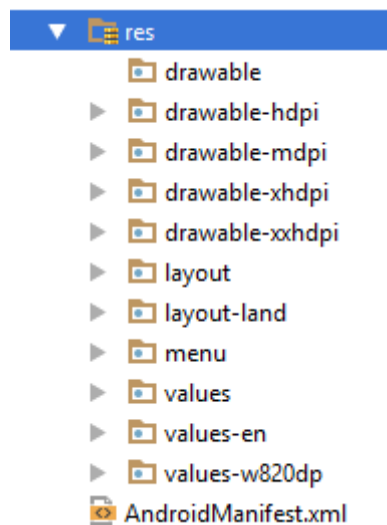 res
drawable
drawable-hdpi
drawable-mdpi
drawable-xhdpi
drawable-xxhdpi
layout
layout-land
menu
values
values-en
values-w820dp
AndroidManifest.xml